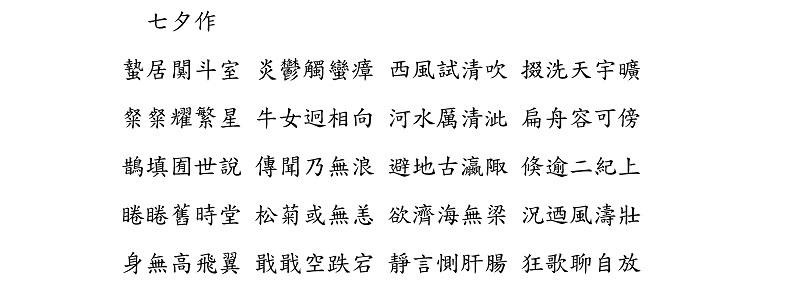 七夕作
蟄居闃斗室 炎鬱觸蠻瘴 西風試清吹 掇洗天宇曠
粲粲耀繁星 牛女迥相向 河水厲清泚 扁舟容可傍
鵲填囿世說 傳聞乃無浪 避地古瀛陬 倏逾二紀上
睠睠舊時堂 松菊或無恙 欲濟海無梁 況迺風濤壯
身無高飛翼 戢戢空跌宕 靜言惻肝腸 狂歌聊自放